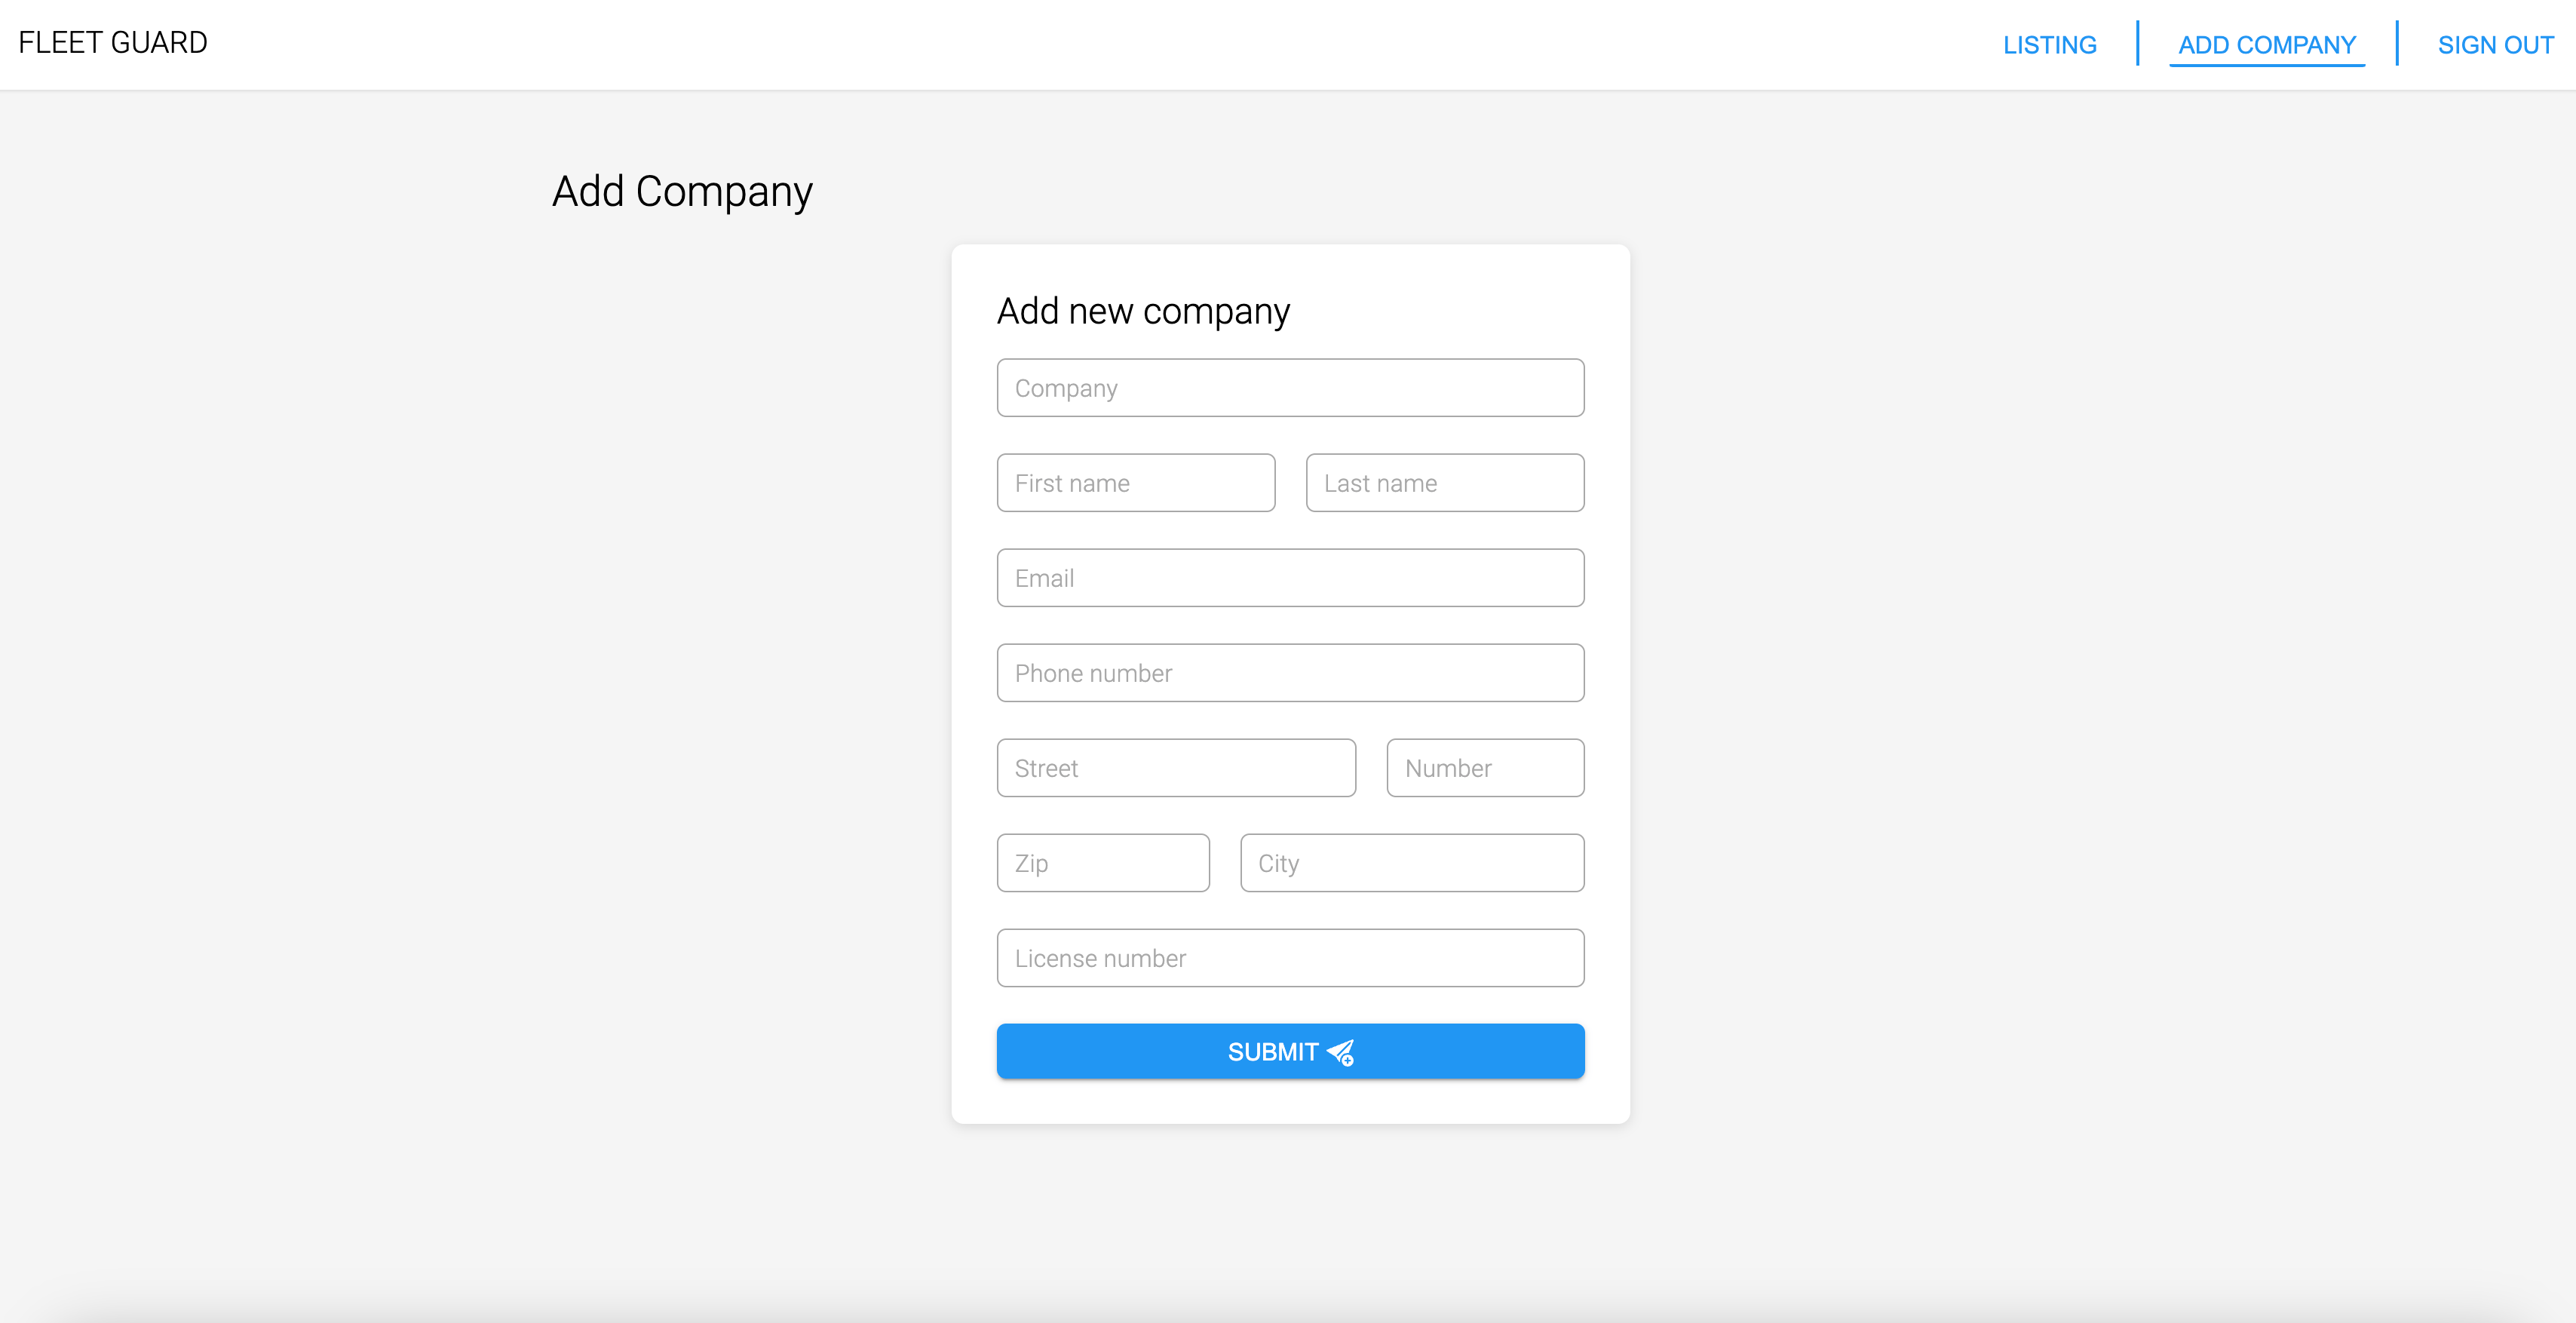 FLEET GUARD
LISTING
ADD COMPANY
SIGN OUT
Add Company
Add new company
Company
First name
Last name
Email
Phone number
Street
Number
Zip
City
License number
SUBMIT